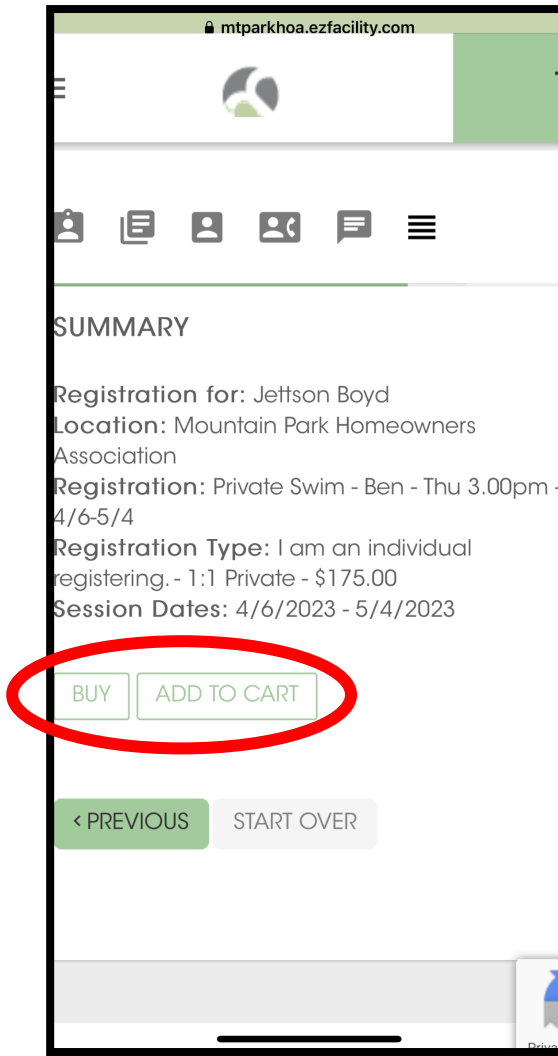 mtparkhoa.ezfacility.com
SUMMARY
Registration for: Jettson Boyd
Location: Mountain Park Homeowners
Association
Registration: Private Swim - Ben - Thu 3.00pm -
4/6-5/4
Registration Type: I am an individual
registering. - 1:1 Private - $175.00
Session Dates: 4/6/2023 - 5/4/2023
BUY ADD TO CART
< PREVIOUS START OVER